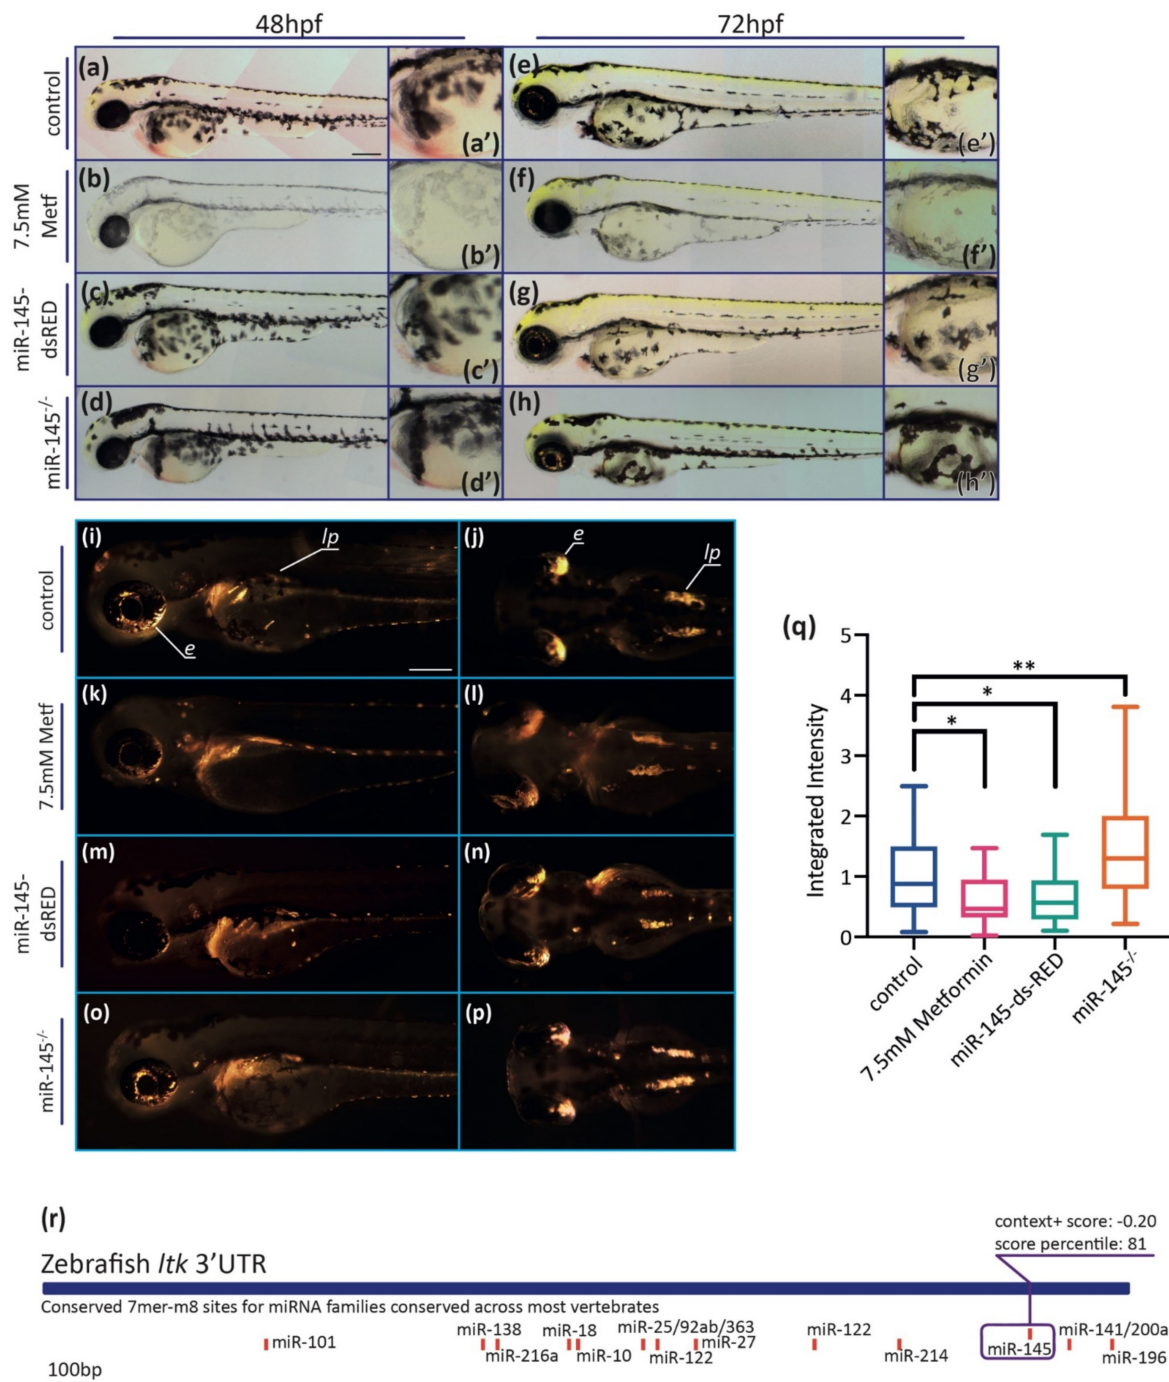 48hpf
72hpf
control
(a)
(a')
(e)
(e')
7.5mM
Metf
(b)
(b')
(f)
(f')
miR-145-
dsRED
(c)
(c')
(g)
(g')
miR-145-/-
(d)
(d')
(h)
(h')
control
(i)
lp
e
(j)
e
lp
7.5mM Metf
(k)
(l)
miR-145-
dsRED
(m)
(n)
miR-145-/-
(o)
(p)
(q)
Integrated Intensity
5
4
3
2
1
0
**
*
*
control
7.5mM Metformin
miR-145-ds-RED
miR-145-/-
(r)
context+ score: -0.20
score percentile: 81
Zebrafish ltk 3'UTR
Conserved 7mer-m8 sites for miRNA families conserved across most vertebrates
miR-138 miR-18 miR-25/92ab/363 miR-122 miR-141/200a
miR-101 miR-27 miR-145
miR-216a miR-10 miR-122 miR-214 miR-196
100bp